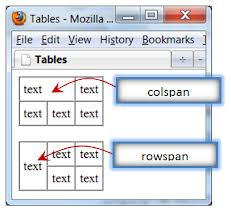 Tables - Mozilla
File Edit View History Bookmarks
Tables
text text
colspan
text text text
text text text
rowspan
text text